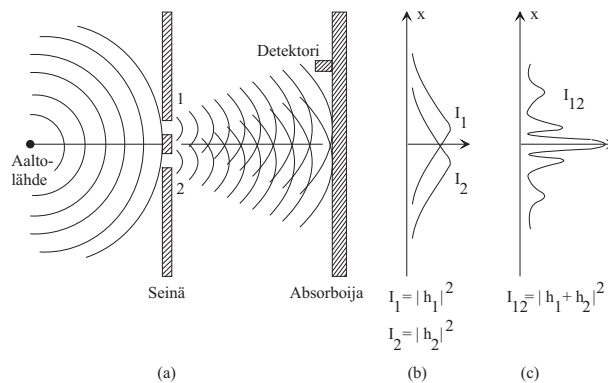 x
x
Detektori
1
I₁
I₁₂
Aalto-
lähde
2
I₂
Seinä
Absorboija
I₁=|h₁|²
I₁₂=|h₁+h₂|²
I₂=|h₂|²
(a)
(b)
(c)